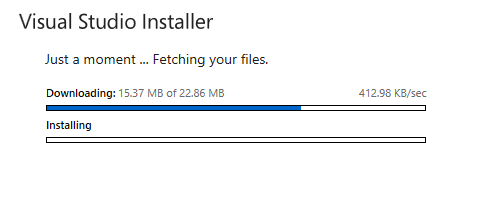 Visual Studio Installer
Just a moment ... Fetching your files.
Downloading: 15.37 MB of 22.86 MB 412.98 KB/sec
Installing